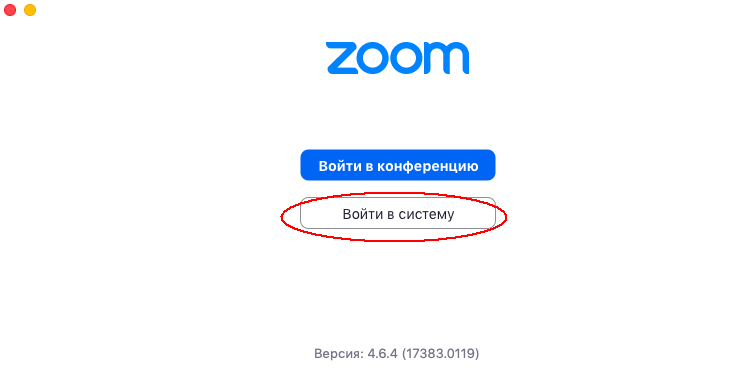 zoom
Войти в конференцию
Войти в систему
Версия: 4.6.4 (17383.0119)